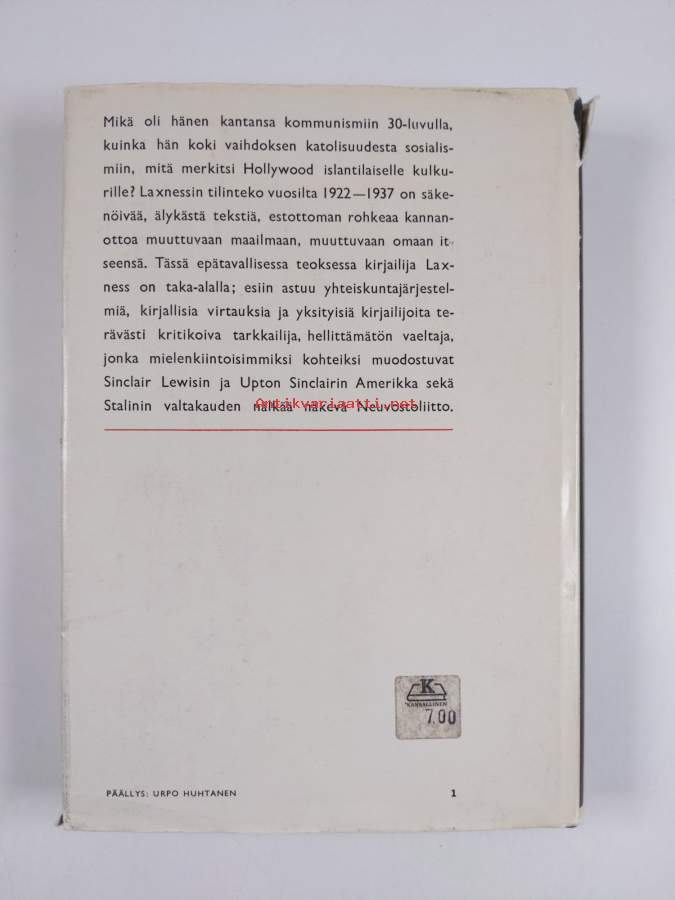 Mikä oli hänen kantansa kommunismiin 30-luvulla,
kuinka hän koki vaihdoksen katolisuudesta sosialis-
miin, mitä merkitsi Hollywood islantilaiselle kulku-
rille? Laxnessin tilinteko vuosilta 1922—1937 on säke-
nöivää, älykästä tekstiä, estottoman rohkeaa kannan-
ottoa muuttuvaan maailmaan, muuttuvaan omaan it-
seensä. Tässä epätavallisessa teoksessa kirjailija Lax-
ness on taka-alalla; esiin astuu yhteiskuntajärjestel-
miä, kirjallisia virtauksia ja yksityisiä kirjailijoita te-
rävästi kritikoiva tarkkailija, hellittämätön vaeltaja,
jonka mielenkiintoisimmiksi kohteiksi muodostuvat
Sinclair Lewisin ja Upton Sinclairin Amerikka sekä
Stalinin valtakauden nälkää näkevä Neuvostoliitto.
Antikvariaatti.net
K
KANSALLINEN
7.00
PÄÄLLYS: URPO HUHTANEN 1